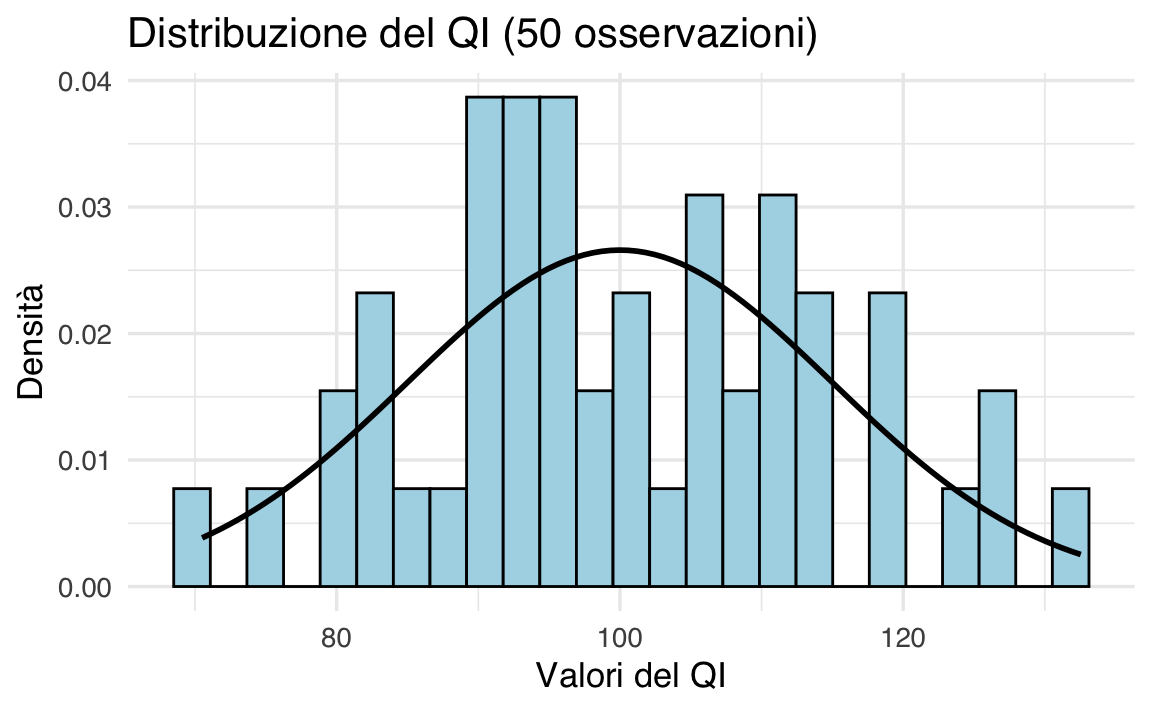 Distribuzione del QI (50 osservazioni)
0.04
0.03
0.02
0.01
0.00
Densità
80 100 120
Valori del QI